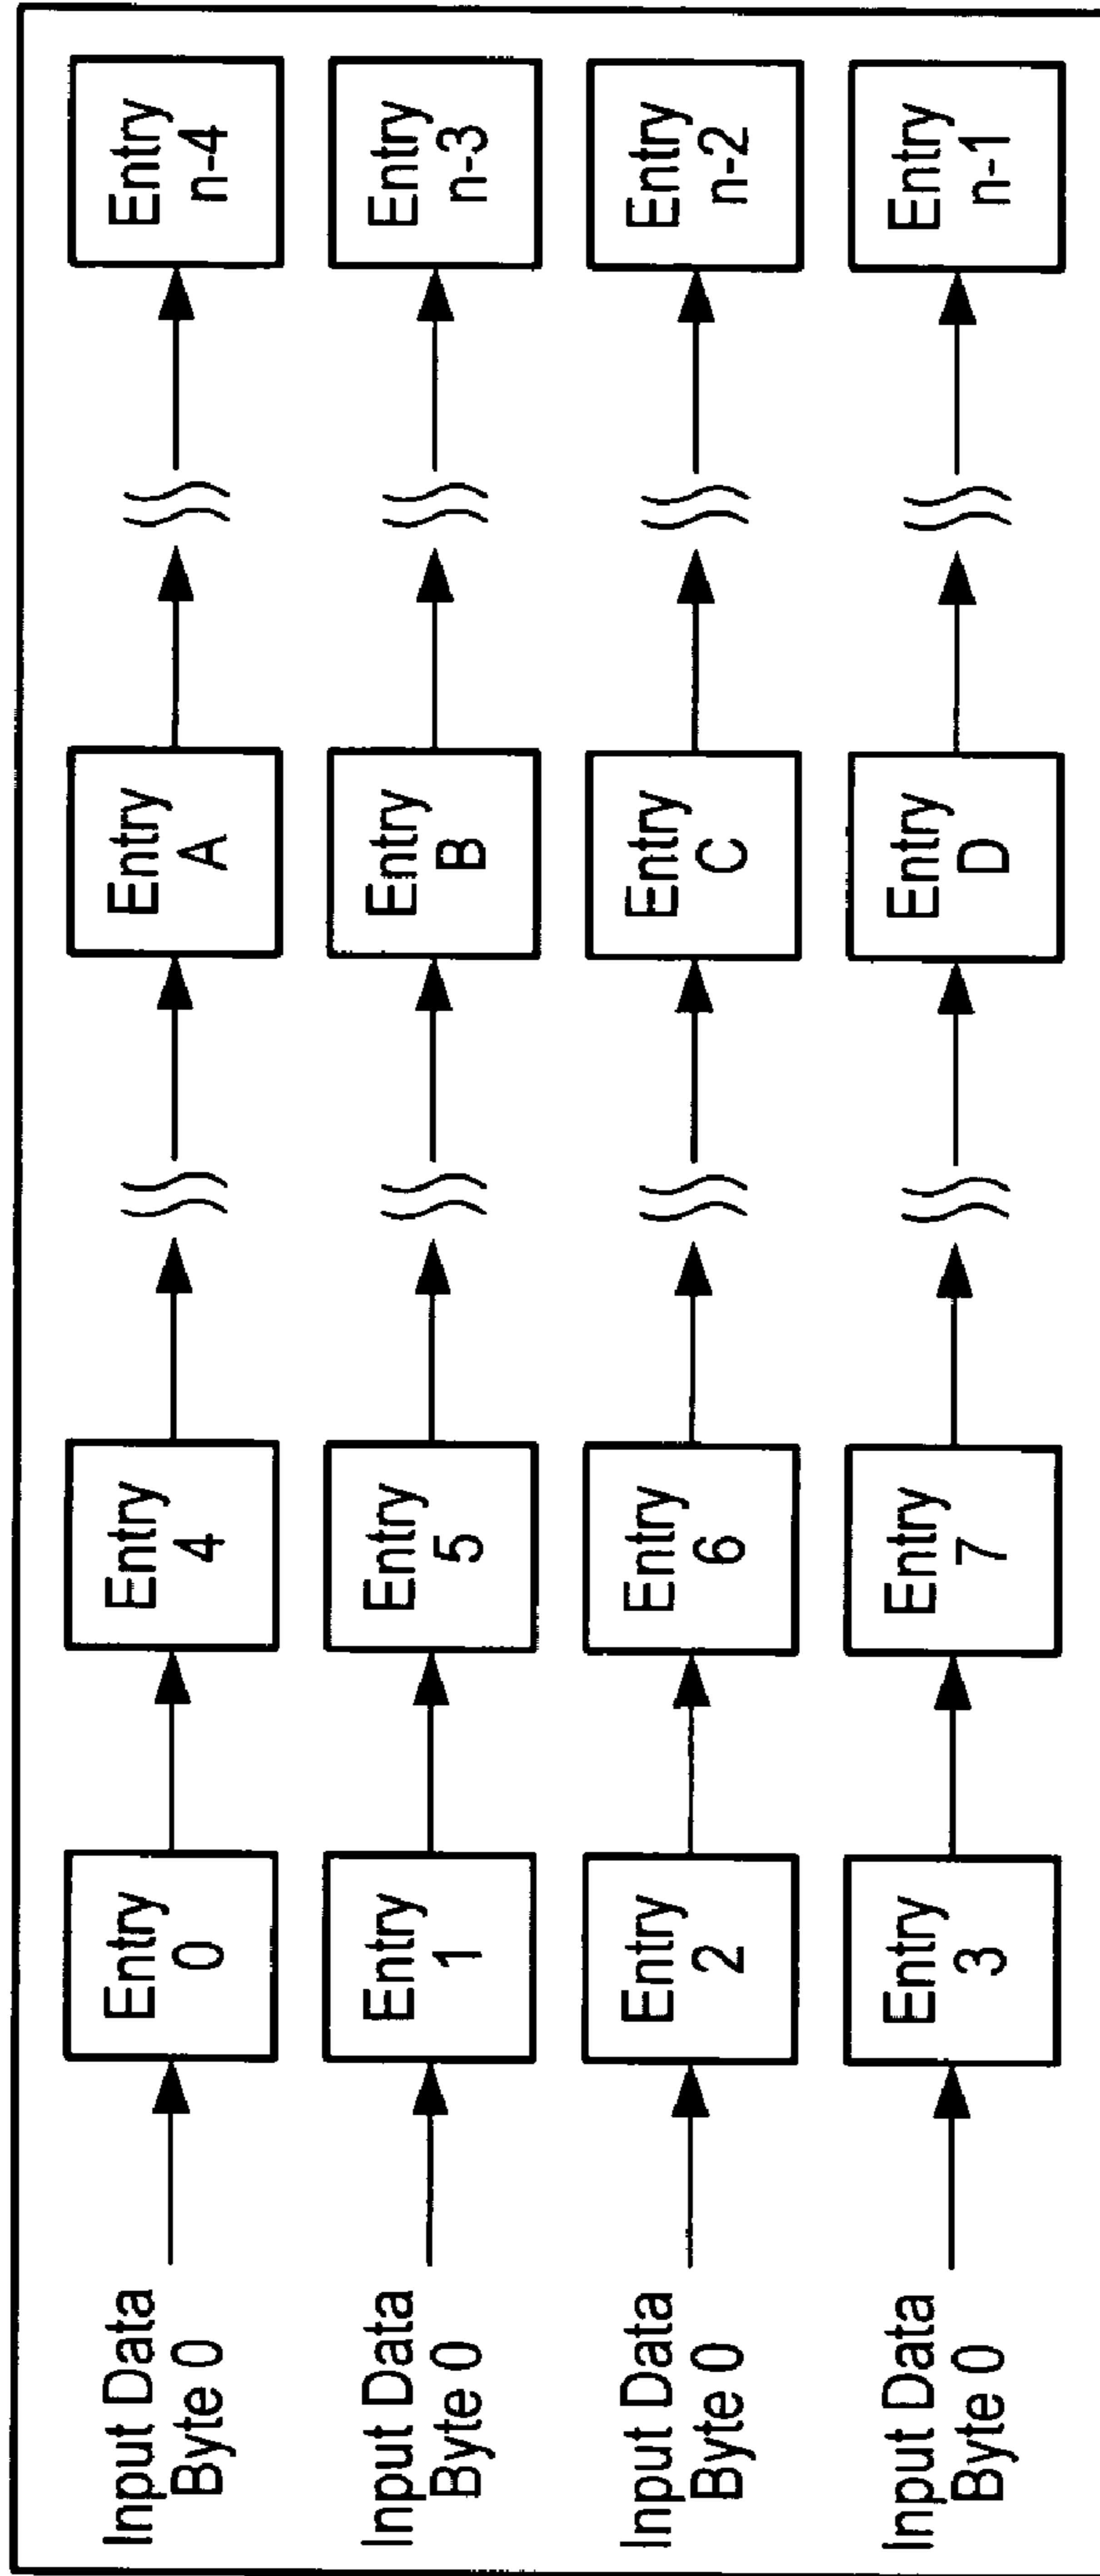 Input Data
Byte 0
Entry
0
Entry
4
Entry
A
Entry
n-4
Input Data
Byte 0
Entry
1
Entry
5
Entry
B
Entry
n-3
Input Data
Byte 0
Entry
2
Entry
6
Entry
C
Entry
n-2
Input Data
Byte 0
Entry
3
Entry
7
Entry
D
Entry
n-1